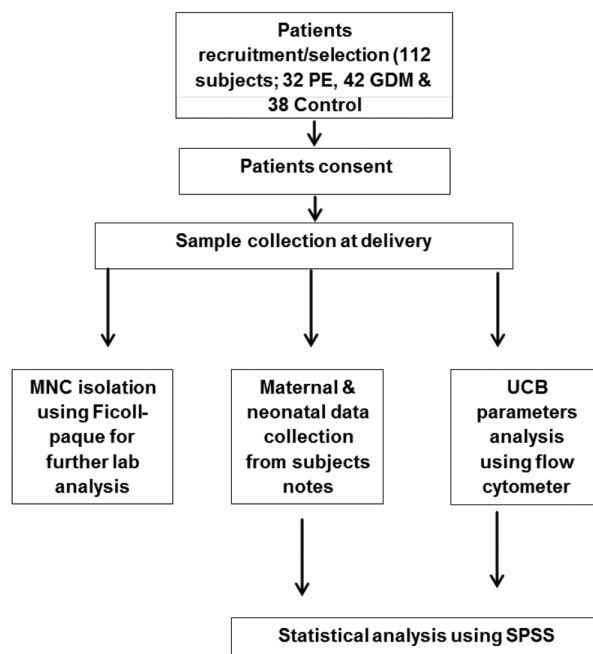 Patients
recruitment/selection (112
subjects; 32 PE, 42 GDM &
38 Control
Patients consent
Sample collection at delivery
MNC isolation
using Ficoll-
paque for
further lab
analysis
Maternal &
neonatal data
collection
from subjects
notes
UCB
parameters
analysis
using flow
cytometer
Statistical analysis using SPSS